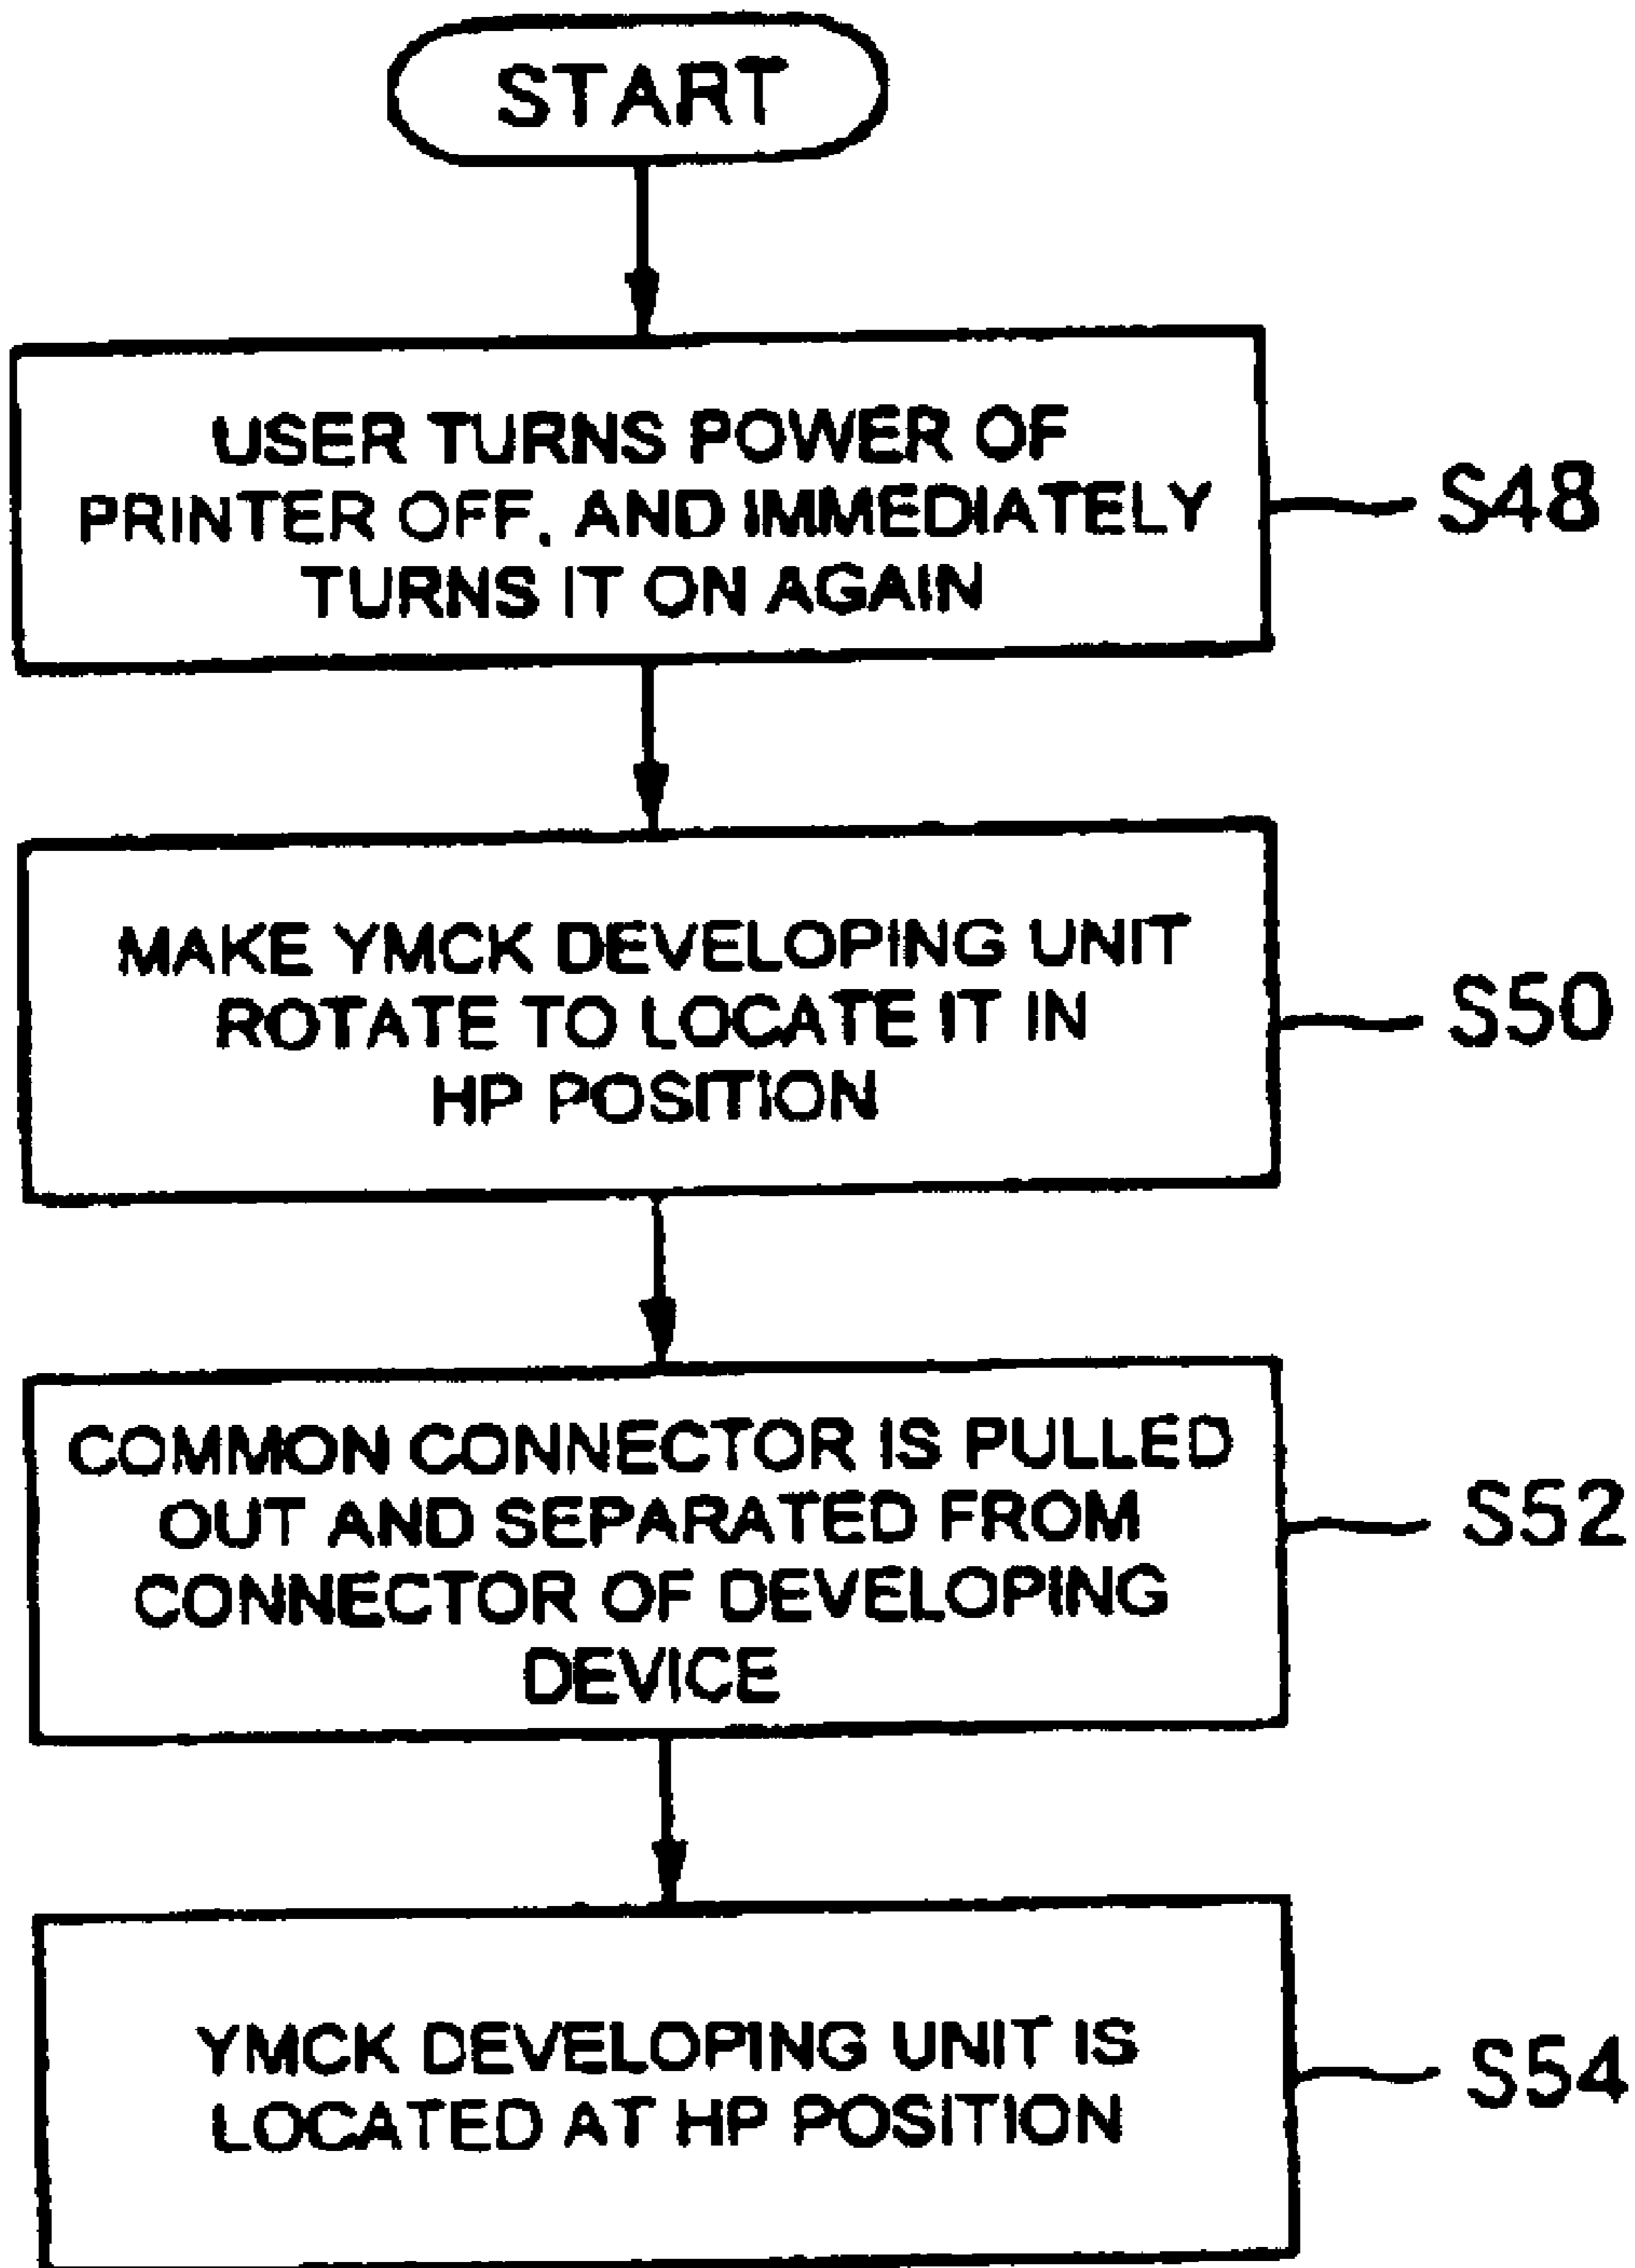 START
USER TURNS POWER OF
PRINTER OFF, AND IMMEDIATELY
TURNS IT ON AGAIN
S48
MAKE YMCK DEVELOPING UNIT
ROTATE TO LOCATE IT IN
HP POSITION
S50
COMMON CONNECTOR IS PULLED
OUT AND SEPARATED FROM
CONNECTOR OF DEVELOPING
DEVICE
S52
YMCK DEVELOPING UNIT IS
LOCATED AT HP POSITION
S54